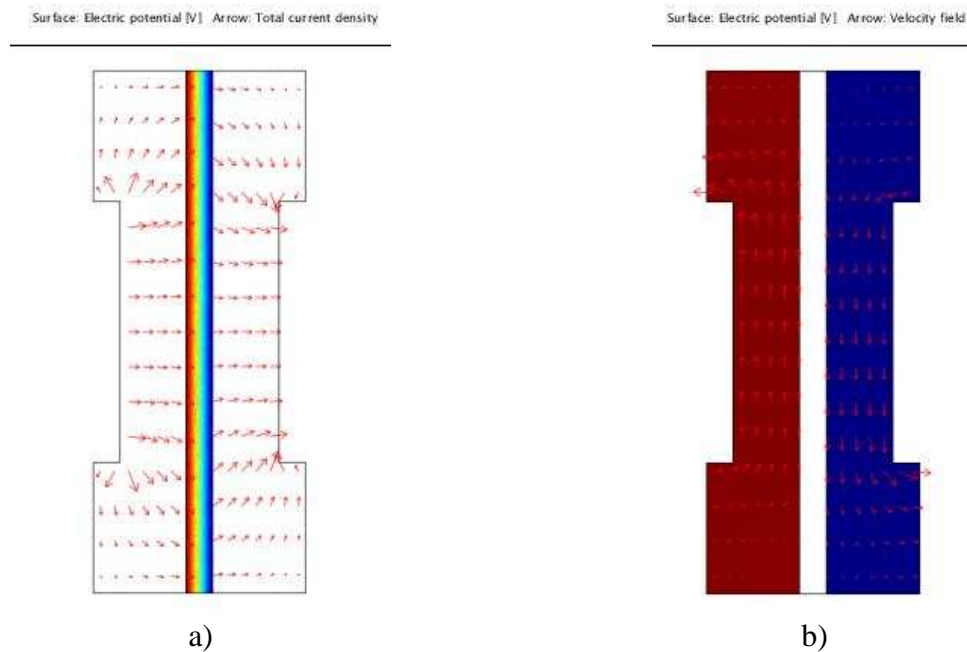 Surface: Electric potential [V] Arrow: Total current density
Surface: Electric potential [V] Arrow: Velocity field
a)
b)